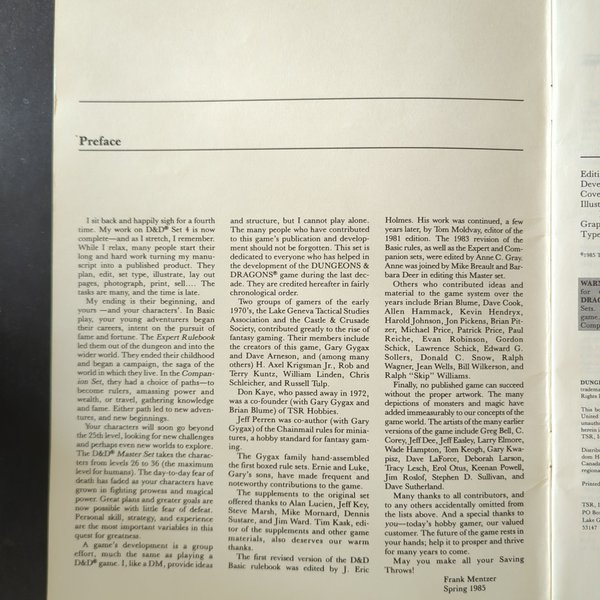 Preface
I sit back and happily sigh for a fourth
time. My work on D&D® Set 4 is now
complete—and as I stretch, I remember.
While I relax, many people start their
long and hard work turning my manu-
script into a published product. They
plan, edit, set type, illustrate, lay out
pages, photograph, print, sell.... The
tasks are many, and the time is late.
My ending is their beginning, and
yours —and your characters'. In Basic
play, your young adventurers began
their careers, intent on the pursuit of
fame and fortune. The Expert Rulebook
led them out of the dungeon and into the
wider world. They ended their childhood
and began a campaign, the saga of the
world in which they live. In the Compan-
ion Set, they had a choice of paths—to
become rulers, amassing power and
wealth, or travel, gathering knowledge
and fame. Either path led to new adven-
tures, and new beginnings.
Your characters will soon go beyond
the 25th level, looking for new challenges
and perhaps even new worlds to explore.
The D&D® Master Set takes the charac-
ters from levels 26 to 36 (the maximum
level for humans). The day-to-day fear of
death has faded as your characters have
grown in fighting prowess and magical
power. Great plans and greater goals are
now possible with little fear of defeat.
Personal skill, strategy, and experience
are the most important variables in this
quest for greatness.
A game's development is a group
effort, much the same as playing a
D&D® game. I, like a DM, provide ideas
and structure, but I cannot play alone.
The many people who have contributed
to this game's publication and develop-
ment should not be forgotten. This set is
dedicated to everyone who has helped in
the development of the DUNGEONS &
DRAGONS® game during the last dec-
ade. They are credited hereafter in fairly
chronological order.
Two groups of gamers of the early
1970's, the Lake Geneva Tactical Studies
Association and the Castle & Crusade
Society, contributed greatly to the rise of
fantasy gaming. Their members include
the creators of this game, Gary Gygax
and Dave Arneson, and (among many
others) H. Axel Krigsman Jr., Rob and
Terry Kuntz, William Linden, Chris
Schleicher, and Russell Tulp.
Don Kaye, who passed away in 1972,
was a co-founder (with Gary Gygax and
Brian Blume) of TSR Hobbies.
Jeff Perren was co-author (with Gary
Gygax) of the Chainmail rules for minia-
tures, a hobby standard for fantasy gam-
ing.
The Gygax family hand-assembled
the first boxed rule sets. Ernie and Luke,
Gary's sons, have made frequent and
noteworthy contributions to the game.
The supplements to the original set
offered thanks to Alan Lucien, Jeff Key,
Steve Marsh, Mike Mornard, Dennis
Sustare, and Jim Ward. Tim Kask, edi-
tor of the supplements and other game
materials, also deserves our warm
thanks.
The first revised version of the D&D
Basic rulebook was edited by J. Eric
Holmes. His work was continued, a few
years later, by Tom Moldvay, editor of the
1981 edition. The 1983 revision of the
Basic rules, as well as the Expert and Com-
panion sets, were edited by Anne C. Gray.
Anne was joined by Mike Breault and Bar-
bara Deer in editing this Master set.
Others who contributed ideas and
material to the game system over the
years include Brian Blume, Dave Cook,
Allen Hammack, Kevin Hendryx,
Harold Johnson, Jon Pickens, Brian Pit-
zer, Michael Price, Patrick Price, Paul
Reiche, Evan Robinson, Gordon
Schick, Lawrence Schick, Edward G.
Sollers, Donald C. Snow, Ralph
Wagner, Jean Wells, Bill Wilkerson, and
Ralph "Skip" Williams.
Finally, no published game can succeed
without the proper artwork. The many
depictions of monsters and magic have
added immeasurably to our concepts of the
game world. The artists of the many earlier
versions of the game include Greg Bell, C.
Corey, Jeff Dee, Jeff Easley, Larry Elmore,
Wade Hampton, Tom Keogh, Gary Kwa-
pisz, Dave LaForce, Deborah Larson,
Tracy Lesch, Erol Otus, Keenan Powell,
Jim Roslof, Stephen D. Sullivan, and
Dave Sutherland.
Many thanks to all contributors, and
to any others accidentally omitted from
the lists above. And a special thanks to
you—today's hobby gamer, our valued
customer. The future of the game rests in
your hands; help it to prosper and thrive
for many years to come.
May you make all your Saving
Throws!
Frank Mentzer
Spring 1985
Editi
Deve
Cove
Illust
Grap
Type
©1985 T
WARN
for
DRAG
Sets.
game.
Comp
DUNG
tradema
Rights
This bo
United
unautho
herein i
TSR, I
Distribu
dom H
Canada
regiona
Printed
TSR, I
PO Bo
Lake G
53147